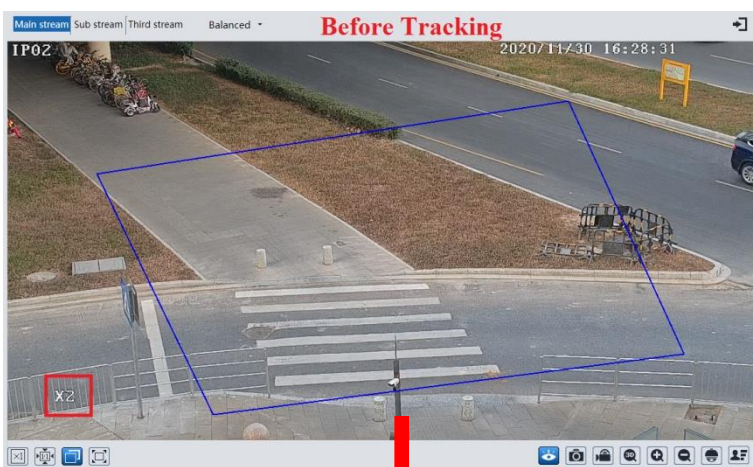 Main stream Sub stream Third stream Balanced Before Tracking
IP02 2020/11/30 16:28:31
X2